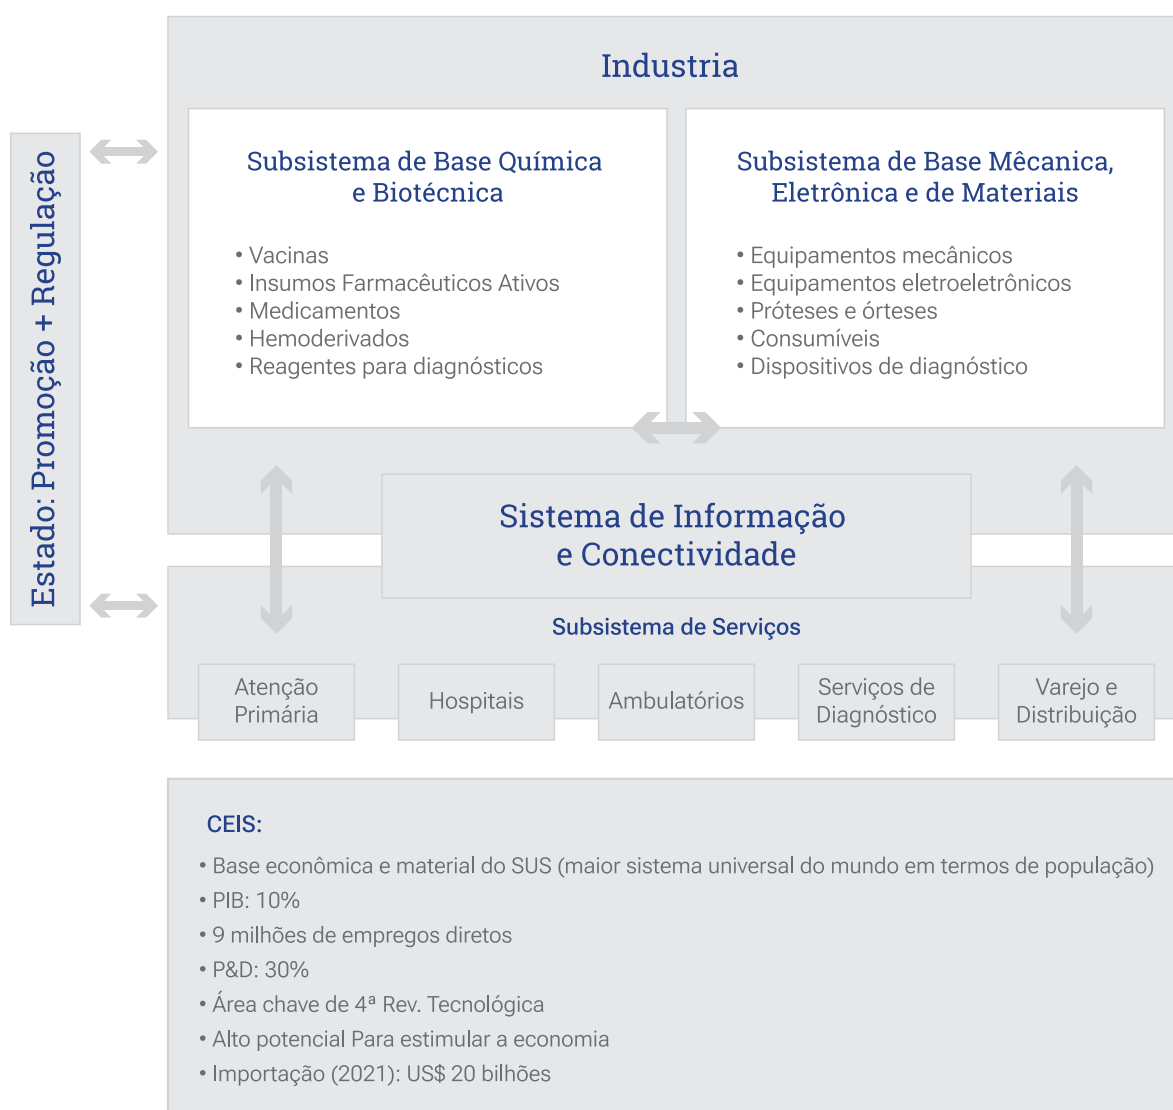 Industria
Estado: Promoção + Regulação
Subsistema de Base Química
e Biotécnica
• Vacinas
• Insumos Farmacêuticos Ativos
• Medicamentos
• Hemoderivados
• Reagentes para diagnósticos
Subsistema de Base Mêcanica,
Eletrônica e de Materiais
• Equipamentos mecânicos
• Equipamentos eletroeletrônicos
• Próteses e órteses
• Consumíveis
• Dispositivos de diagnóstico
Sistema de Informação
e Conectividade
Subsistema de Serviços
Atenção
Primária
Hospitais
Ambulatórios
Serviços de
Diagnóstico
Varejo e
Distribuição
CEIS:
• Base econômica e material do SUS (maior sistema universal do mundo em termos de população)
• PIB: 10%
• 9 milhões de empregos diretos
• P&D: 30%
• Área chave de 4ª Rev. Tecnológica
• Alto potencial Para estimular a economia
• Importação (2021): US$ 20 bilhões